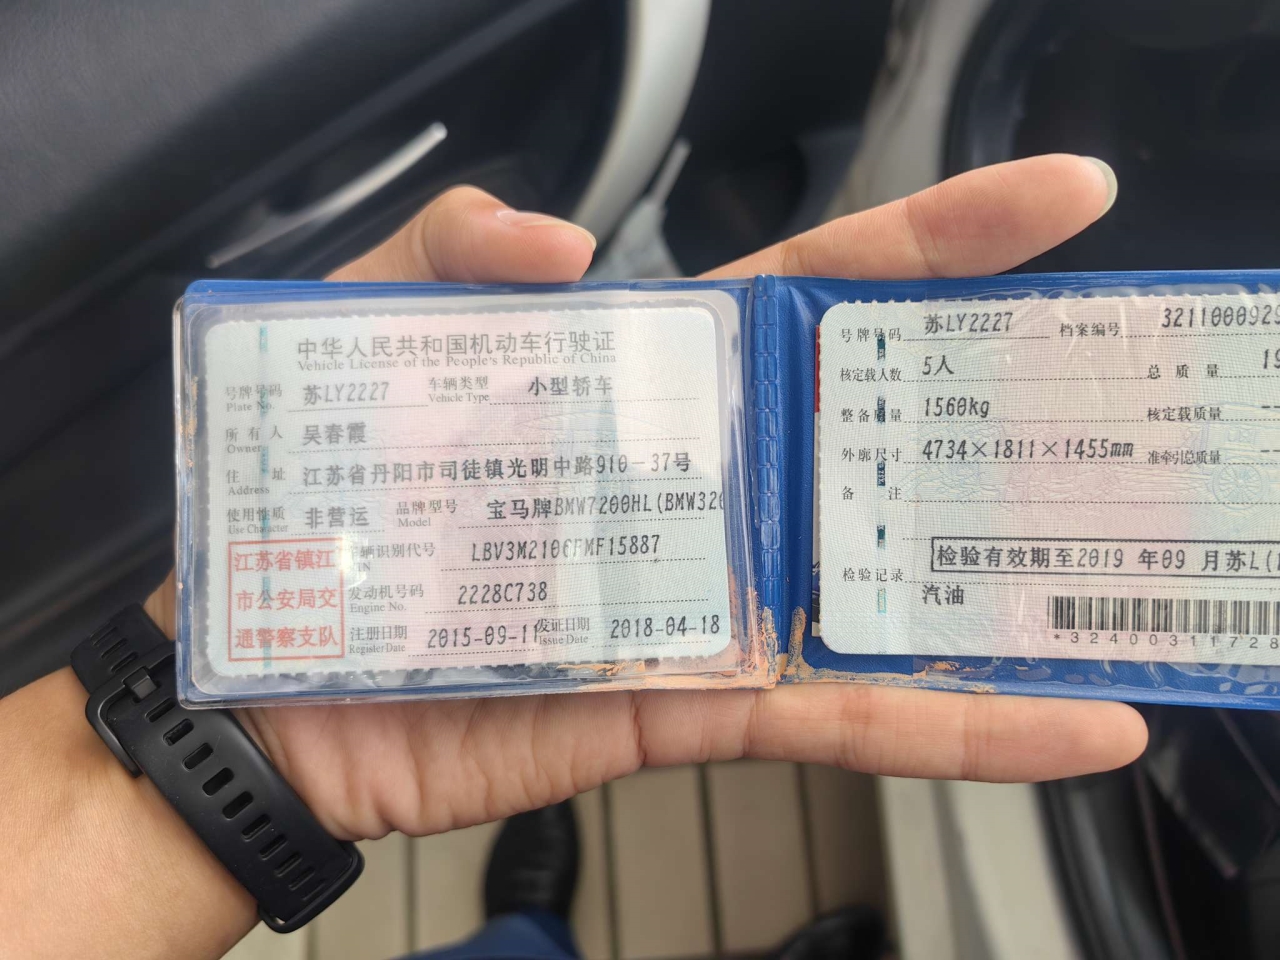 中华人民共和国机动车行驶证
Vehicle License of the People's Republic of China
号牌号码 苏LY2227 车辆类型 小型轿车
Plate No. Vehicle Type
所有人 吴春霞
Owner
住址 江苏省丹阳市司徒镇光明中路910-37号
Address
使用性质 非营运 品牌型号 宝马牌BMW7200HL(BMW320
Use Character Model
江苏省镇江
市公安局交
通警察支队
车辆识别代号
发动机号码 2228C738
Engine No.
注册日期 发证日期 2018-04-18
Register Date 2015-09-11 Issue Date
号牌号码 苏LY2227 档案编号 3211000929
核定载人数 5人 总质量
整备质量 1560kg 核定载质量 --
外廓尺寸 4734×1811×1455mm 准牵引总质量 --
备注
检验有效期至2019 年09 月苏L(
检验记录
汽油
*32400311728